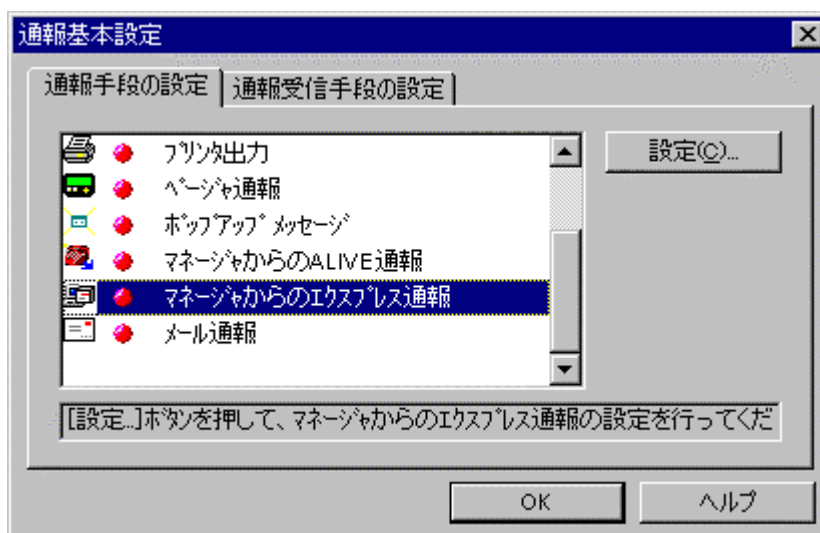 通報基本設定
通報手段の設定
通報受信手段の設定
設定(C)...
プリンタ出力
ページャ通報
ポップアップ メッセージ
マネージャからのALIVE通報
マネージャからのエクスプレス通報
メール通報
[設定...]ボタンを押して、マネージャからのエクスプレス通報の設定を行ってくだ
OK
ヘルプ